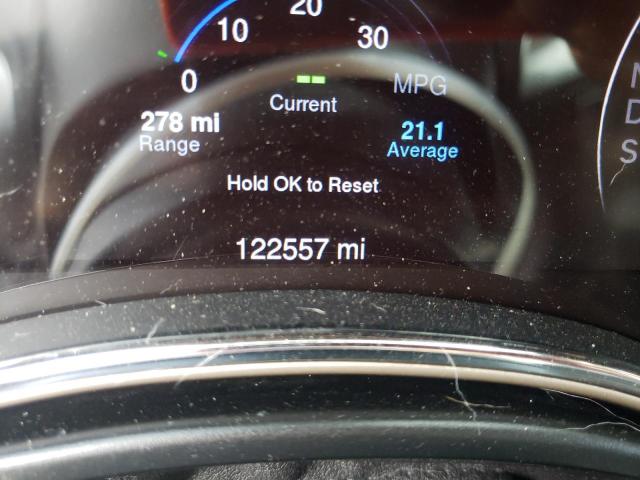 20
10 30
0 -- MPG
Current
278 mi 21.1
Range Average
Hold OK to Reset
122557 mi